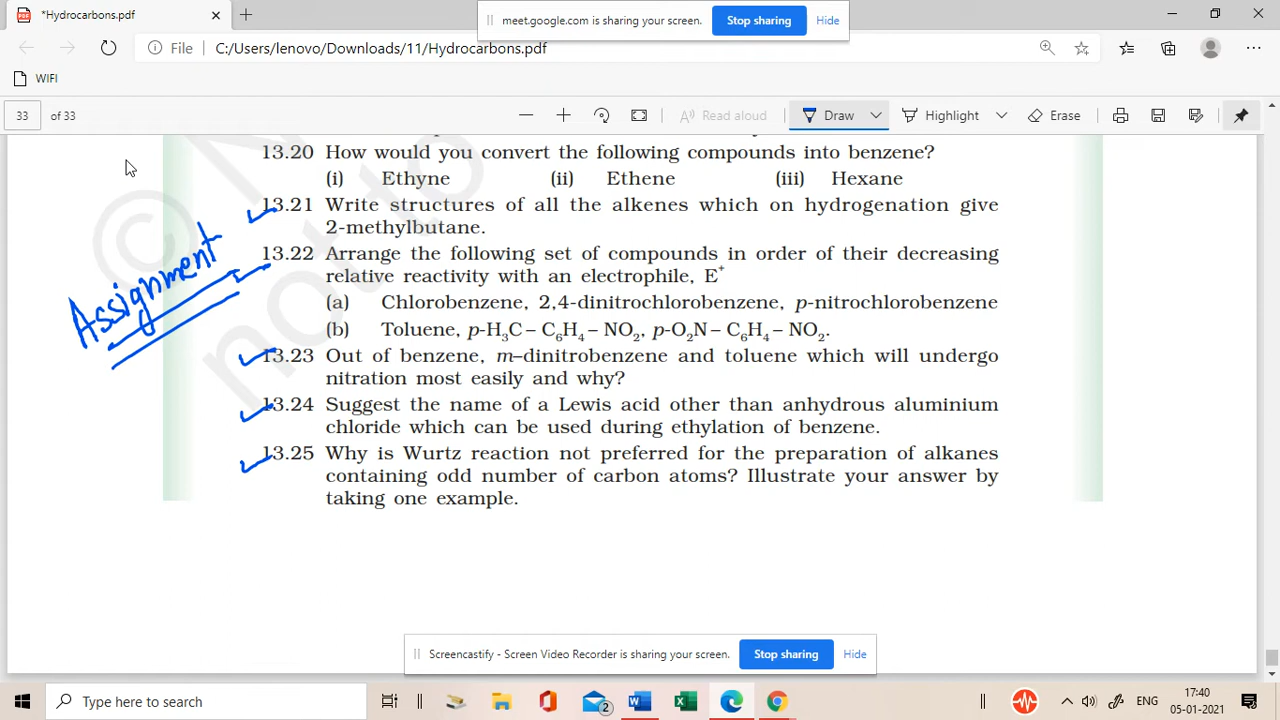 *Hydrocarbons.pdf
meet.google.com is sharing your screen. Stop sharing Hide
File C:/Users/lenovo/Downloads/11/Hydrocarbons.pdf
WIFI
33 of 33 Read aloud Draw Highlight Erase
13.20 How would you convert the following compounds into benzene?
(i) Ethyne (ii) Ethene (iii) Hexane
13.21 Write structures of all the alkenes which on hydrogenation give
2-methylbutane.
13.22 Arrange the following set of compounds in order of their decreasing
relative reactivity with an electrophile, E⁺
(a) Chlorobenzene, 2,4-dinitrochlorobenzene, p-nitrochlorobenzene
(b) Toluene, p-H₃C – C₆H₄ – NO₂, p-O₂N – C₆H₄ – NO₂.
Assignment
13.23 Out of benzene, m–dinitrobenzene and toluene which will undergo
nitration most easily and why?
13.24 Suggest the name of a Lewis acid other than anhydrous aluminium
chloride which can be used during ethylation of benzene.
13.25 Why is Wurtz reaction not preferred for the preparation of alkanes
containing odd number of carbon atoms? Illustrate your answer by
taking one example.
© N
not to
Screencastify - Screen Video Recorder is sharing your screen. Stop sharing Hide
Type here to search
2
ENG
17:40
05-01-2021